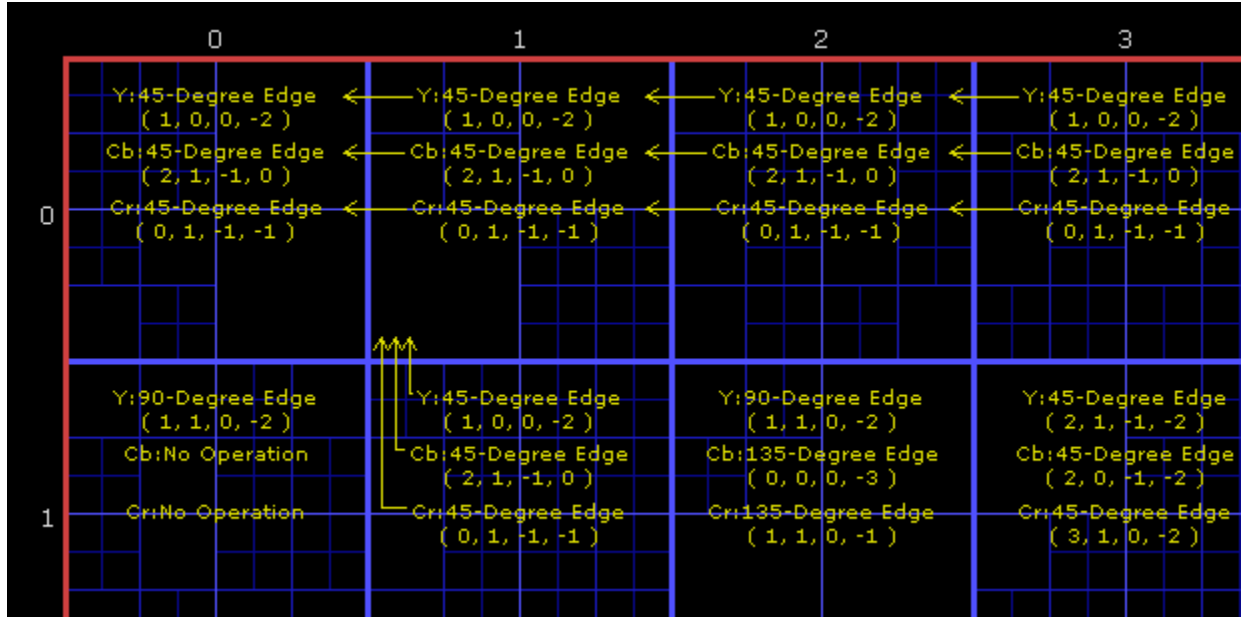 0 1 2 3
Y:45-Degree Edge Y:45-Degree Edge Y:45-Degree Edge Y:45-Degree Edge
( 1, 0, 0, -2 ) ( 1, 0, 0, -2 ) ( 1, 0, 0, -2 ) ( 1, 0, 0, -2 )
Cb:45-Degree Edge Cb:45-Degree Edge Cb:45-Degree Edge Cb:45-Degree Edge
( 2, 1, -1, 0 ) ( 2, 1, -1, 0 ) ( 2, 1, -1, 0 ) ( 2, 1, -1, 0 )
0 Cr:45-Degree Edge Cr:45-Degree Edge Cr:45-Degree Edge Cr:45-Degree Edge
( 0, 1, -1, -1 ) ( 0, 1, -1, -1 ) ( 0, 1, -1, -1 ) ( 0, 1, -1, -1 )
Y:90-Degree Edge Y:45-Degree Edge Y:90-Degree Edge Y:45-Degree Edge
( 1, 1, 0, -2 ) ( 1, 0, 0, -2 ) ( 1, 1, 0, -2 ) ( 2, 1, -1, -2 )
Cb:No Operation Cb:45-Degree Edge Cb:135-Degree Edge Cb:45-Degree Edge
( 2, 1, -1, 0 ) ( 0, 0, 0, -3 ) ( 2, 0, -1, -2 )
1 Cr:No Operation Cr:45-Degree Edge Cr:135-Degree Edge Cr:45-Degree Edge
( 0, 1, -1, -1 ) ( 1, 1, 0, -1 ) ( 3, 1, 0, -2 )